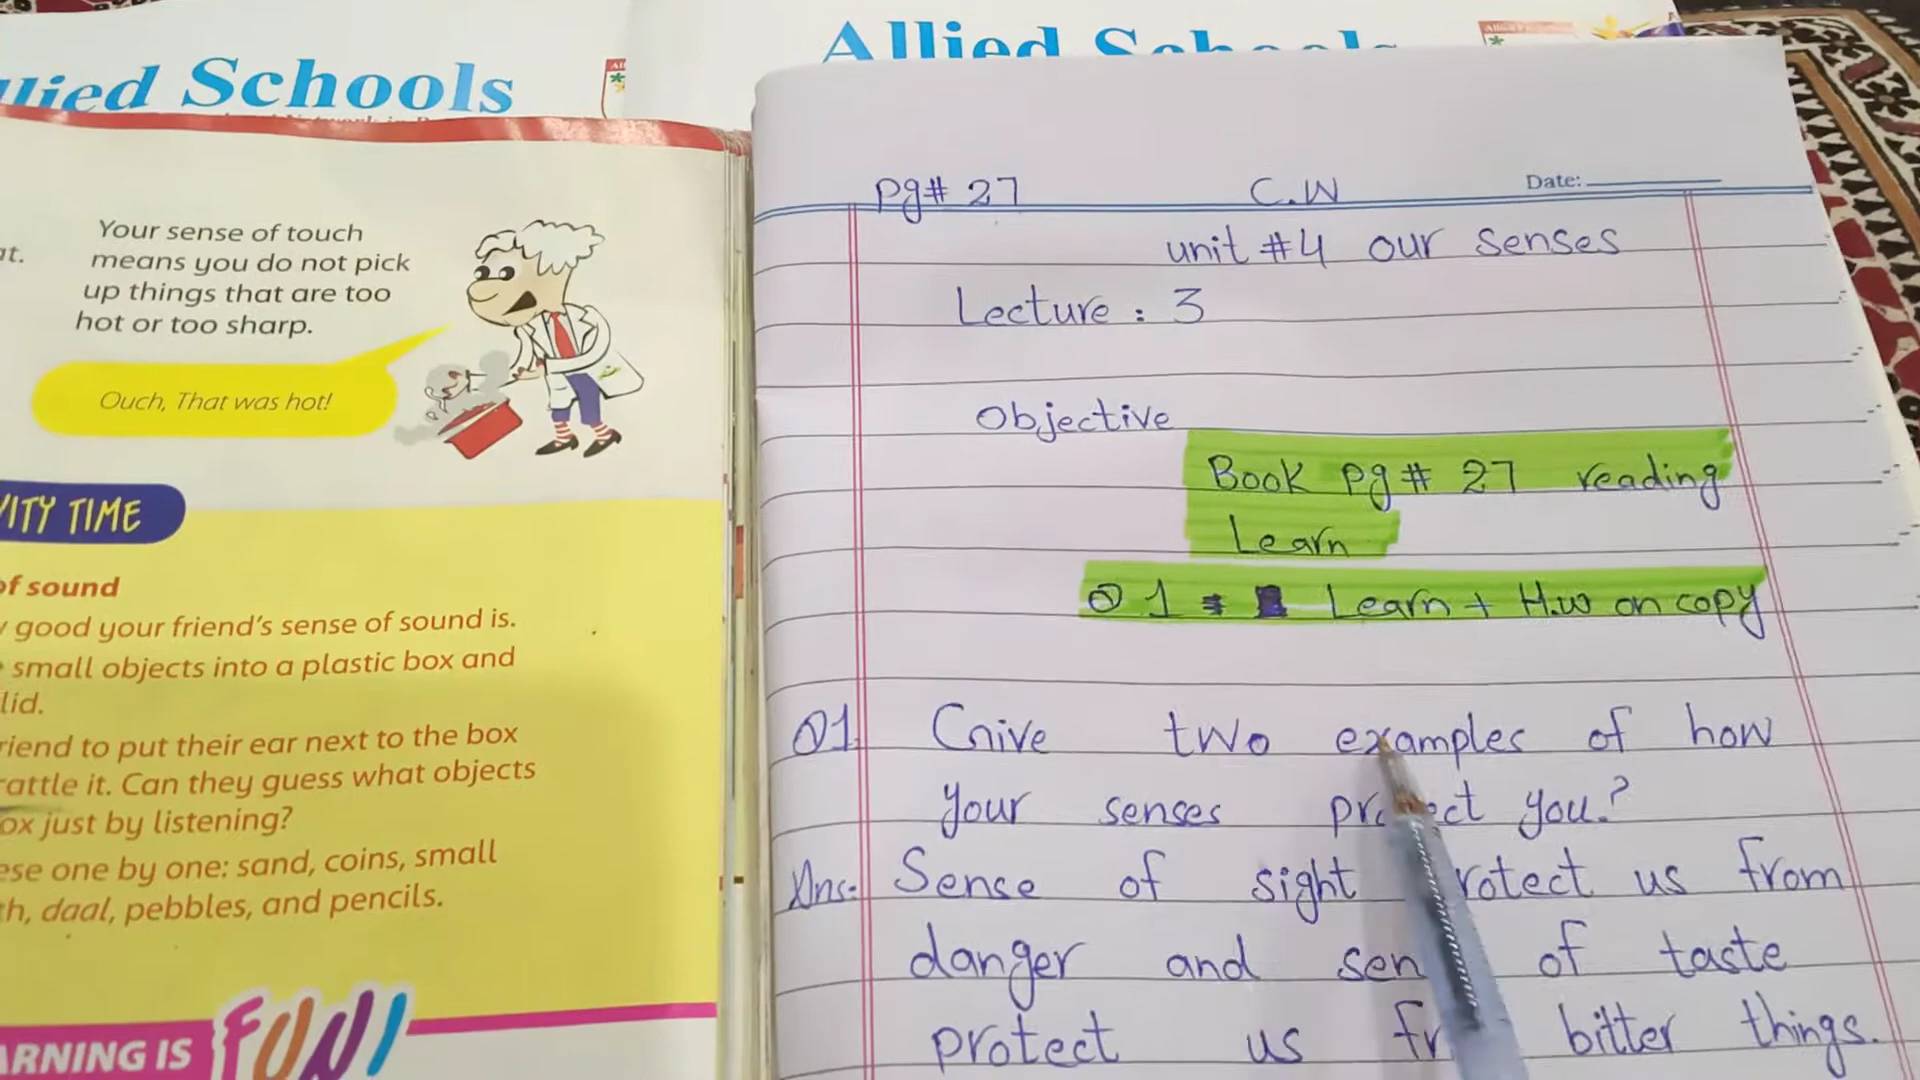 Allied Schools
llied Schools
at.
Your sense of touch
means you do not pick
up things that are too
hot or too sharp.
Ouch, That was hot!
VITY TIME
of sound
good your friend's sense of sound is.
small objects into a plastic box and
lid.
riend to put their ear next to the box
rattle it. Can they guess what objects
ox just by listening?
ese one by one: sand, coins, small
th, daal, pebbles, and pencils.
ARNING IS FUN!
Pg# 27 C.W Date:
unit #4 our senses
Lecture : 3
Objective
Book Pg# 27 reading
Learn
Q 1 Learn + H.W on copy
Q1 Give two examples of how
your senses protect you.?
Ans: Sense of sight rotect us from
danger and sen of taste
protect us fr bitter things.